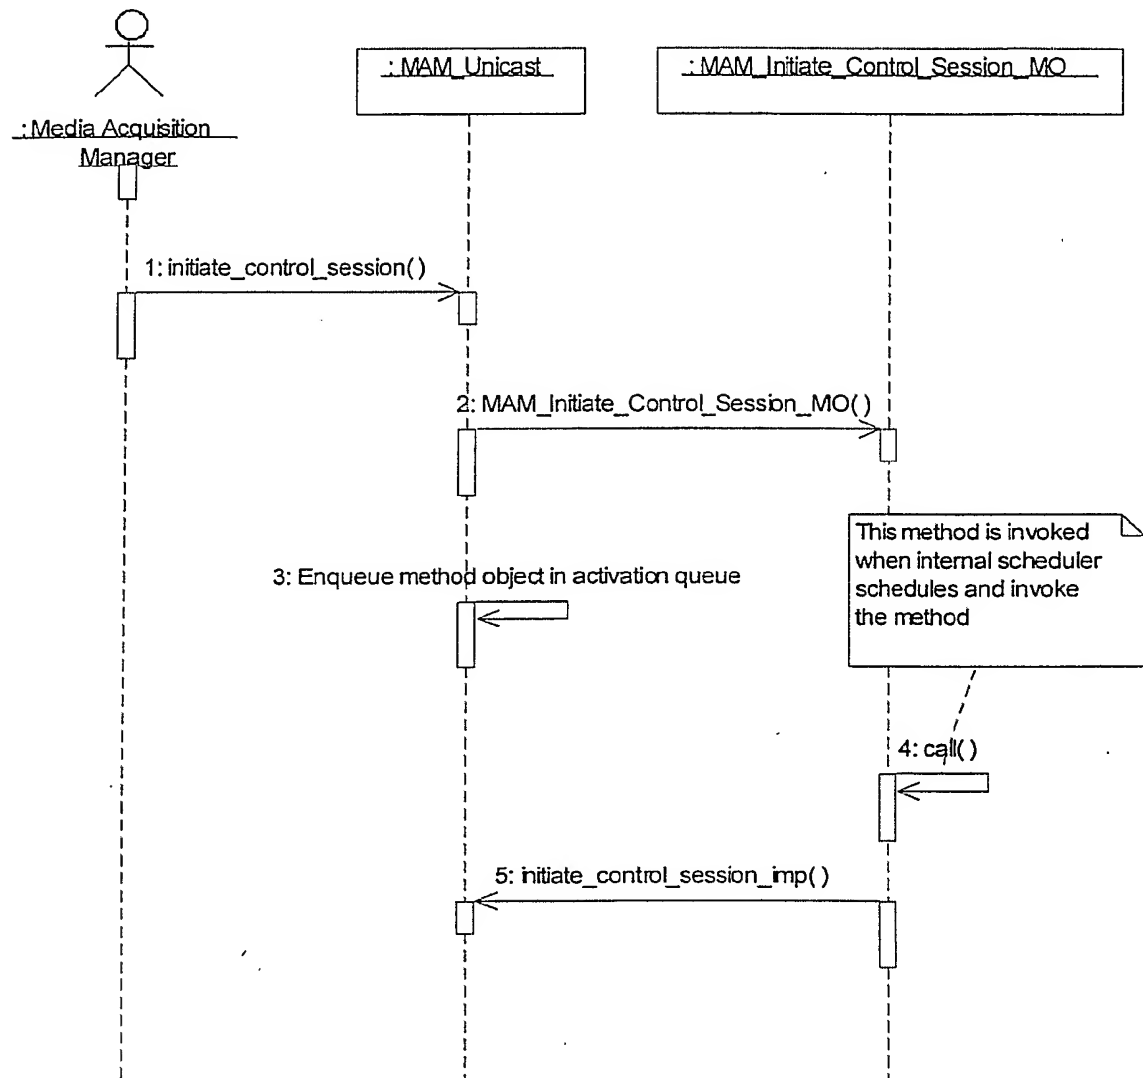 : MAM_Unicast
: MAM_Initiate_Control_Session_MO
: Media Acquisition
Manager
1: initiate_control_session()
2: MAM_Initiate_Control_Session_MO()
This method is invoked
when internal scheduler
schedules and invoke
the method
3: Enqueue method object in activation queue
4: call()
5: initiate_control_session_imp()